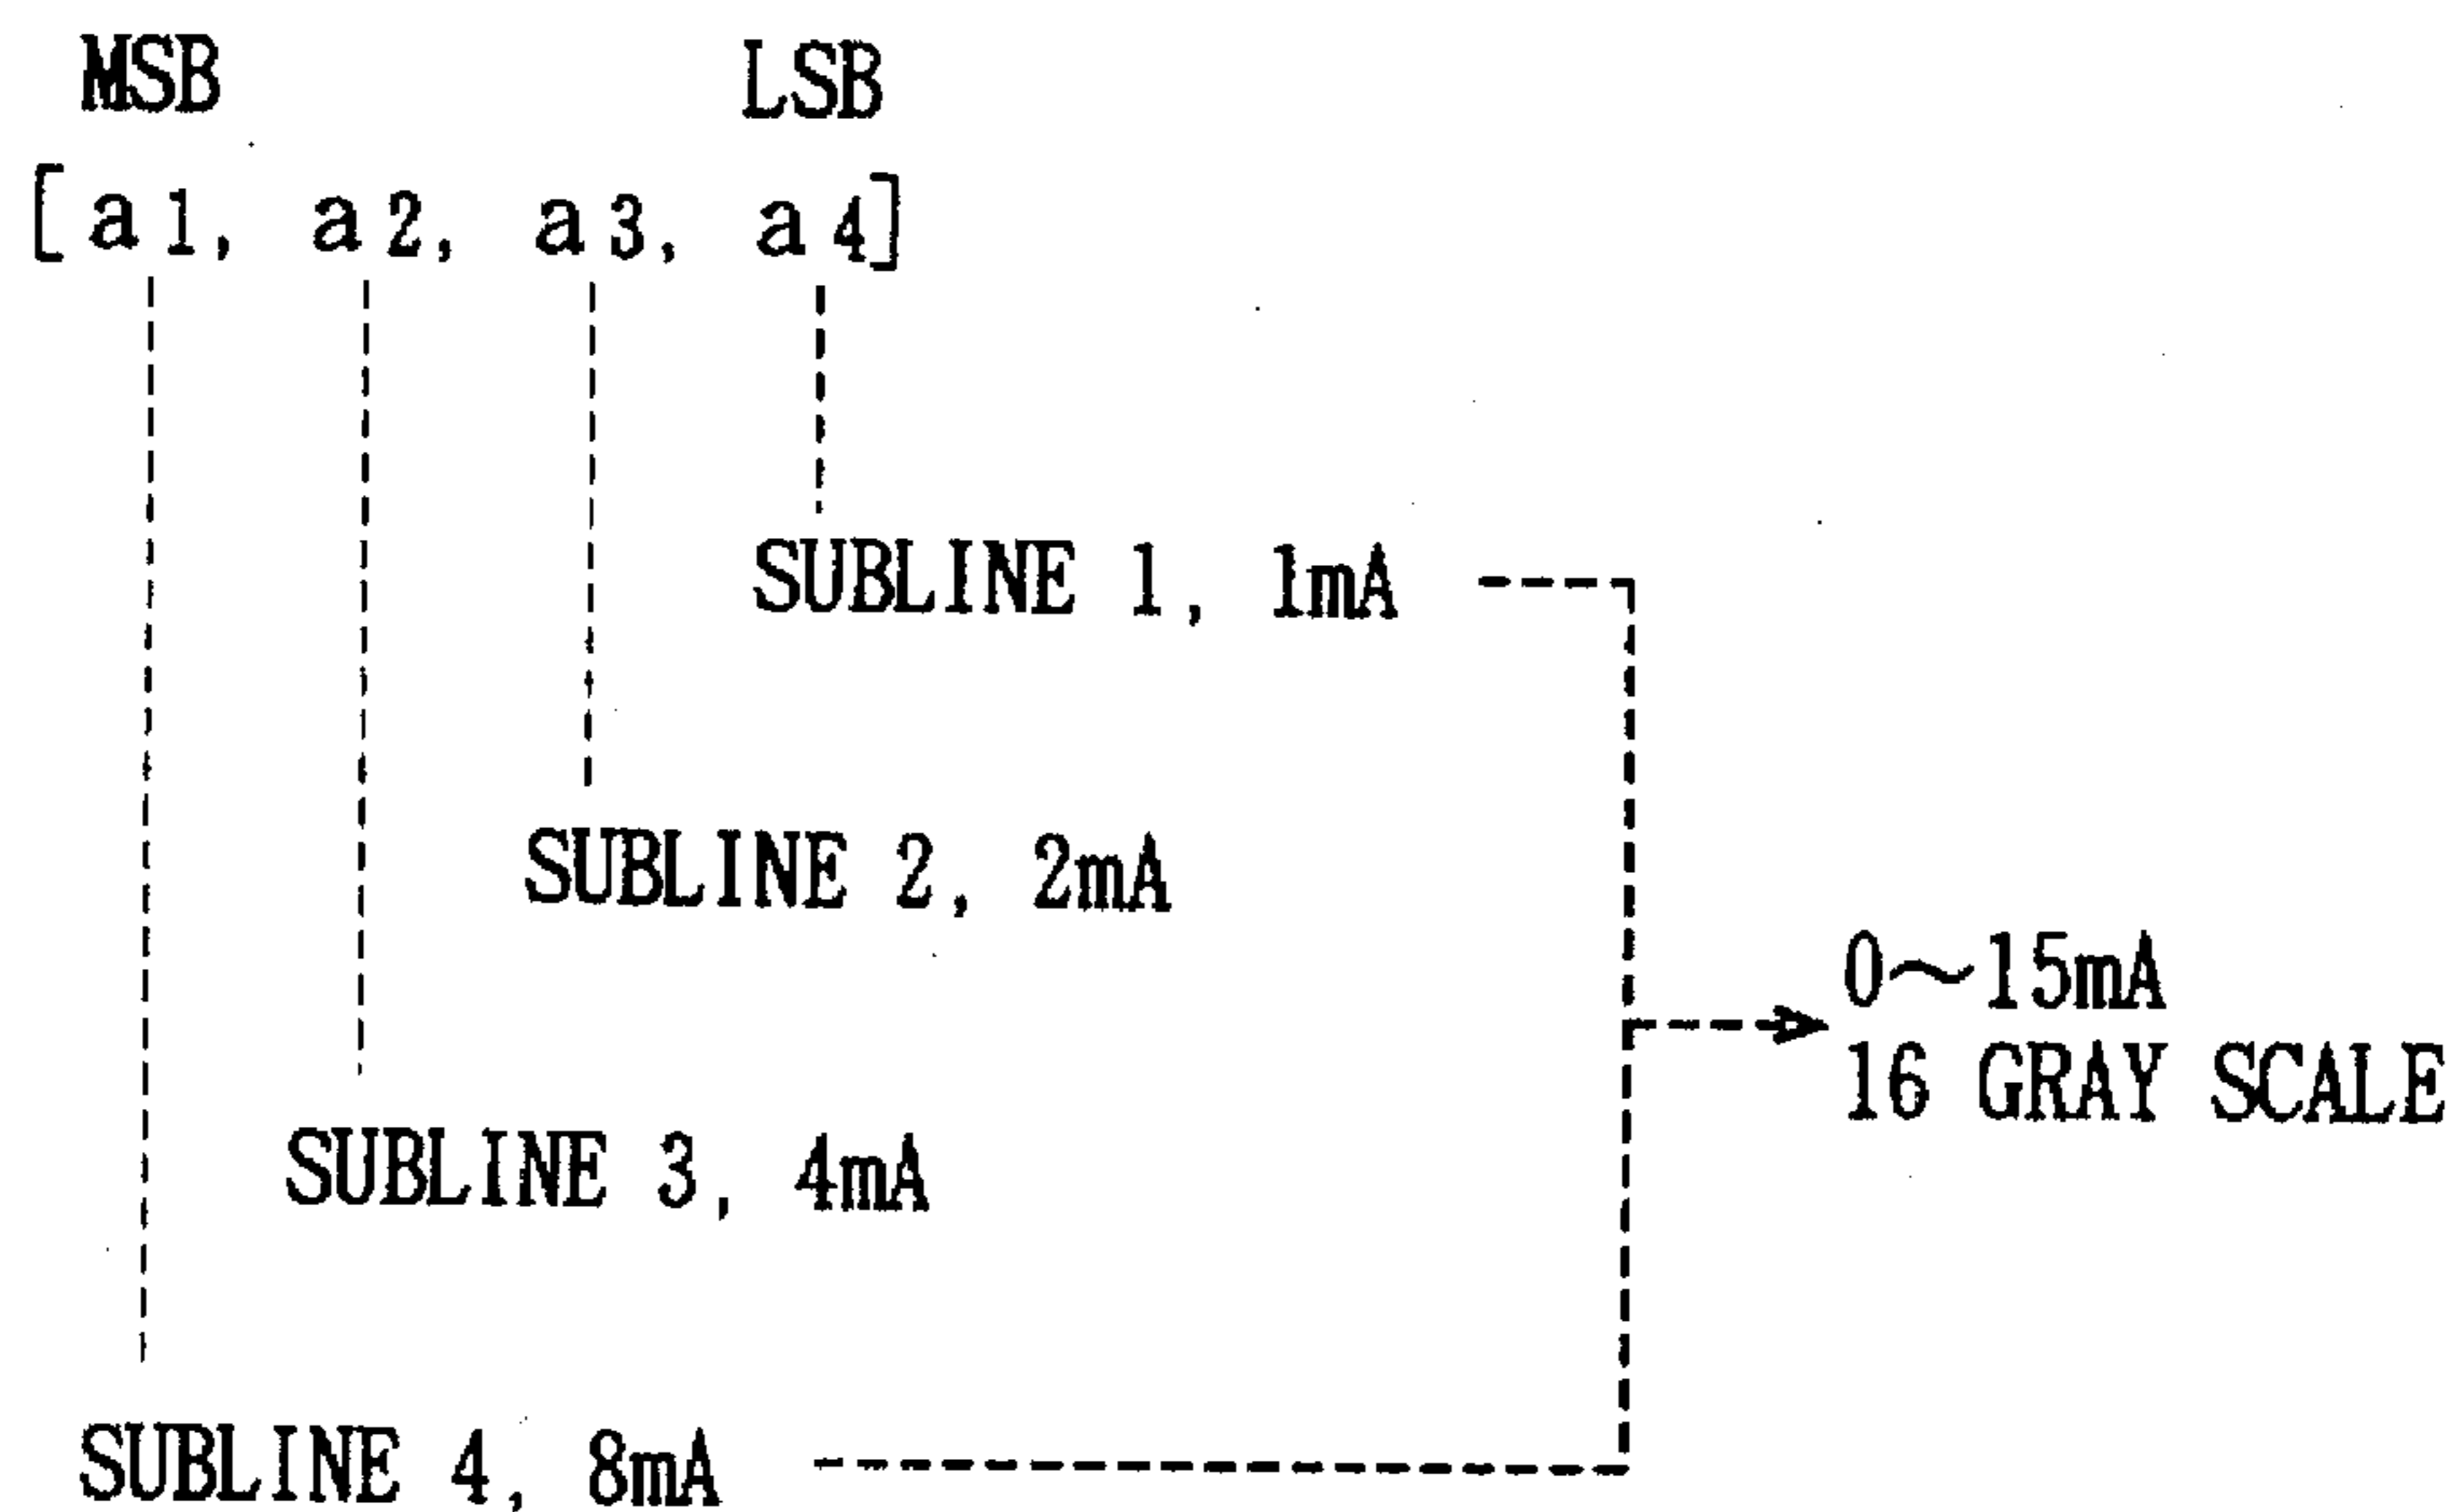 MSB LSB
[a1, a2, a3, a4]
SUBLINE 1, 1mA
SUBLINE 2, 2mA
0~15mA
16 GRAY SCALE
SUBLINE 3, 4mA
SUBLINE 4, 8mA